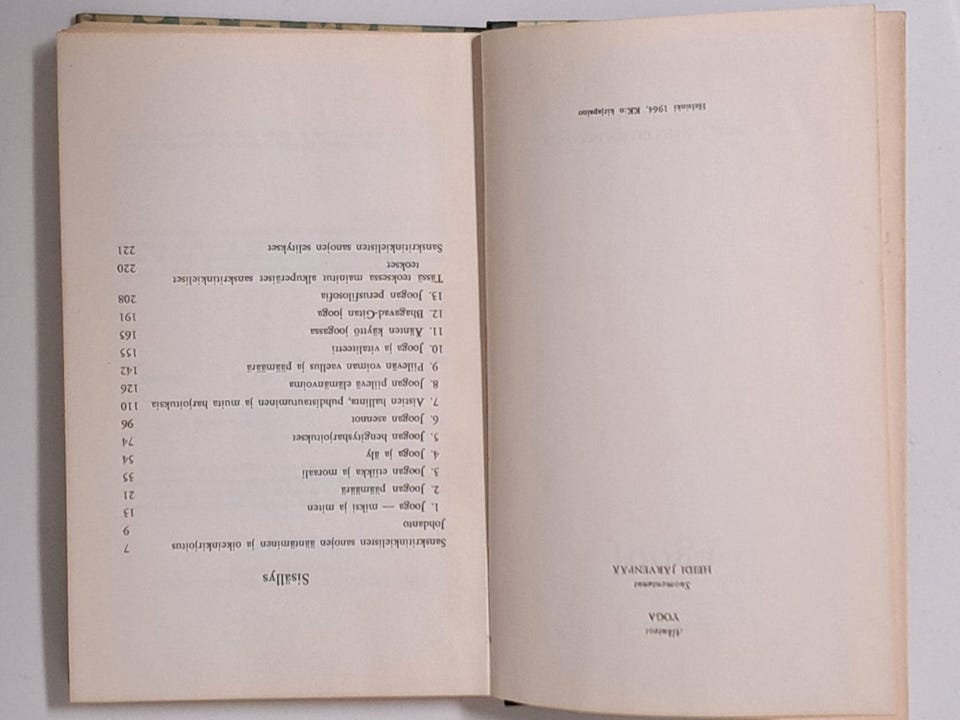 Alkuteos
YOGA
Suomentanut
HEIDI JÄRVENPÄÄ
Helsinki 1964, KK:n kirjapaino
Sisällys
Sanskritinkielisten sanojen ääntäminen ja oikeinkirjoitus 7
Johdanto 9
1. Jooga — miksi ja miten 13
2. Joogan päämäärä 21
3. Joogan etiikka ja moraali 35
4. Jooga ja äly 54
5. Joogan hengitysharjoitukset 74
6. Joogan asennot 96
7. Aistien hallinta, puhdistautuminen ja muita harjoituksia 110
8. Joogan piilevä elämänvoima 126
9. Piilevän voiman vaellus ja päämäärä 142
10. Jooga ja vitaliteetti 155
11. Äänten käyttö joogassa 165
12. Bhagavad-Gitan jooga 191
13. Joogan perusfilosofia 208
Tässä teoksessa mainitut alkuperäiset sanskritinkieliset
teokset 220
Sanskritinkielisten sanojen selitykset 221